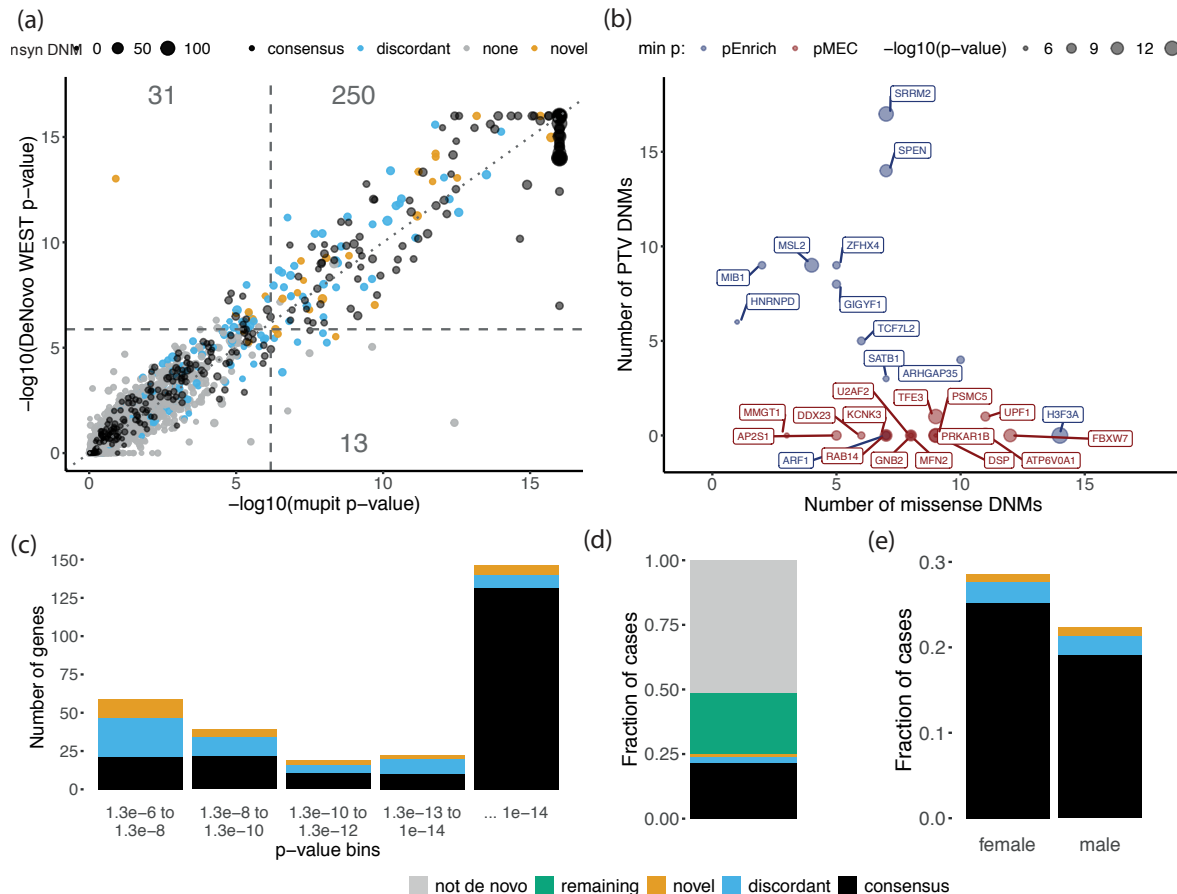 (a)
nsyn DNM 0 50 100 consensus discordant none novel
31 250
13
15
10
5
0
−log10(DeNovo WEST p−value)
0 5 10 15
−log10(mupit p−value)
(b)
min p: pEnrich pMEC −log10(p−value) 6 9 12
SRRM2
SPEN
MSL2 ZFHX4
MIB1
HNRNPD GIGYF1
TCF7L2
SATB1
ARHGAP35
U2AF2
TFE3 PSMC5
MMGT1 DDX23 KCNK3 UPF1 H3F3A
AP2S1 PRKAR1B FBXW7
ARF1 RAB14 GNB2 MFN2 DSP ATP6V0A1
15
10
5
0
Number of PTV DNMs
0 5 10 15
Number of missense DNMs
(c)
150
125
100
75
50
25
0
Number of genes
1.3e−6 to 1.3e−8 to 1.3e−10 to 1.3e−13 to ... 1e−14
1.3e−8 1.3e−10 1.3e−12 1e−14
p−value bins
(d)
1.00
0.75
0.50
0.25
0.00
Fraction of cases
(e)
0.3
0.2
0.1
0.0
Fraction of cases
female male
not de novo remaining novel discordant consensus